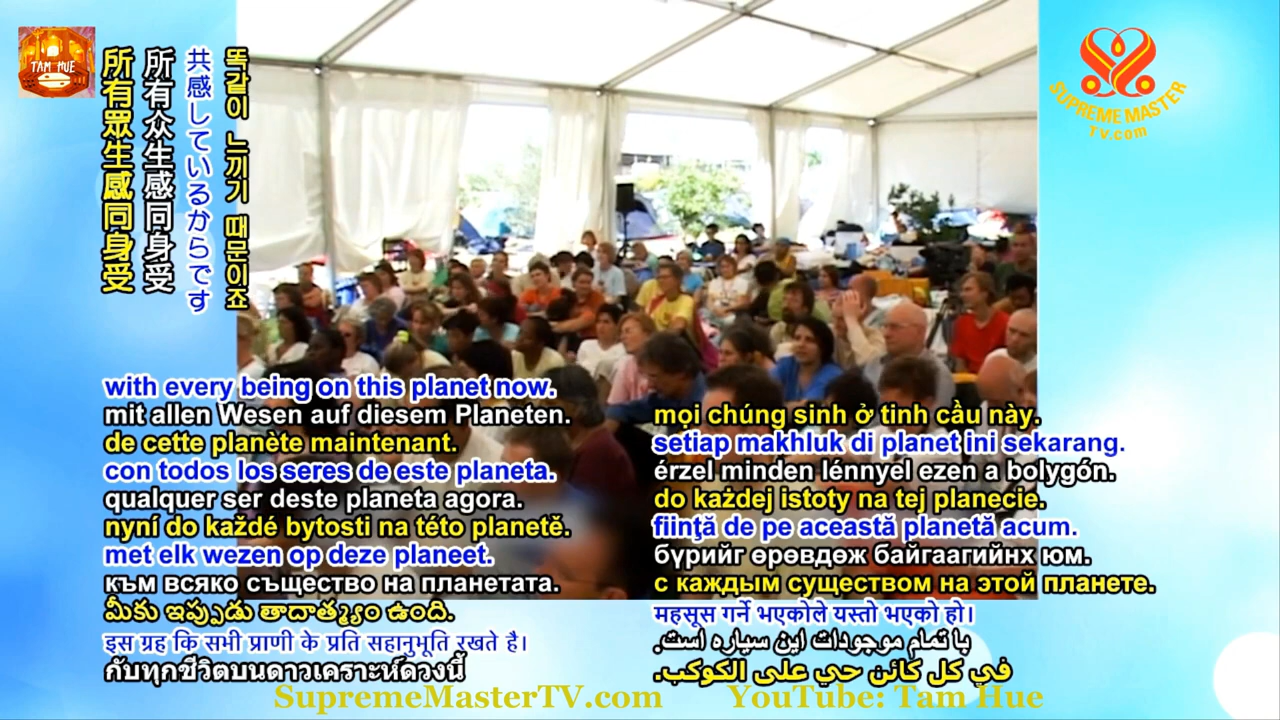 TAM HUE
SUPREME MASTER
TV.com
所有眾生感同身受
所有众生感同身受
共感しているからです
똑같이 느끼기 때문이죠
with every being on this planet now.
mit allen Wesen auf diesem Planeten.
de cette planète maintenant.
con todos los seres de este planeta.
qualquer ser deste planeta agora.
nyní do každé bytosti na této planetě.
met elk wezen op deze planeet.
към всяко същество на планетата.
మీకు ఇప్పుడు తాదాత్మ్యం ఉంది.
इस ग्रह कि सभी प्राणी के प्रति सहानुभूति रखते है।
กับทุกชีวิตบนดาวเคราะห์ดวงนี้
mọi chúng sinh ở tinh cầu này.
setiap makhluk di planet ini sekarang.
érzel minden lénnyel ezen a bolygón.
do każdej istoty na tej planecie.
fiinţă de pe această planetă acum.
бүрийг өрөвдөж байгаагийнх юм.
с каждым существом на этой планете.
महसूस गर्ने भएकोले यस्तो भएको हो।
با تمام موجودات این سیاره است.
في كل كائن حي على الكوكب.
SupremeMasterTV.com YouTube: Tam Hue